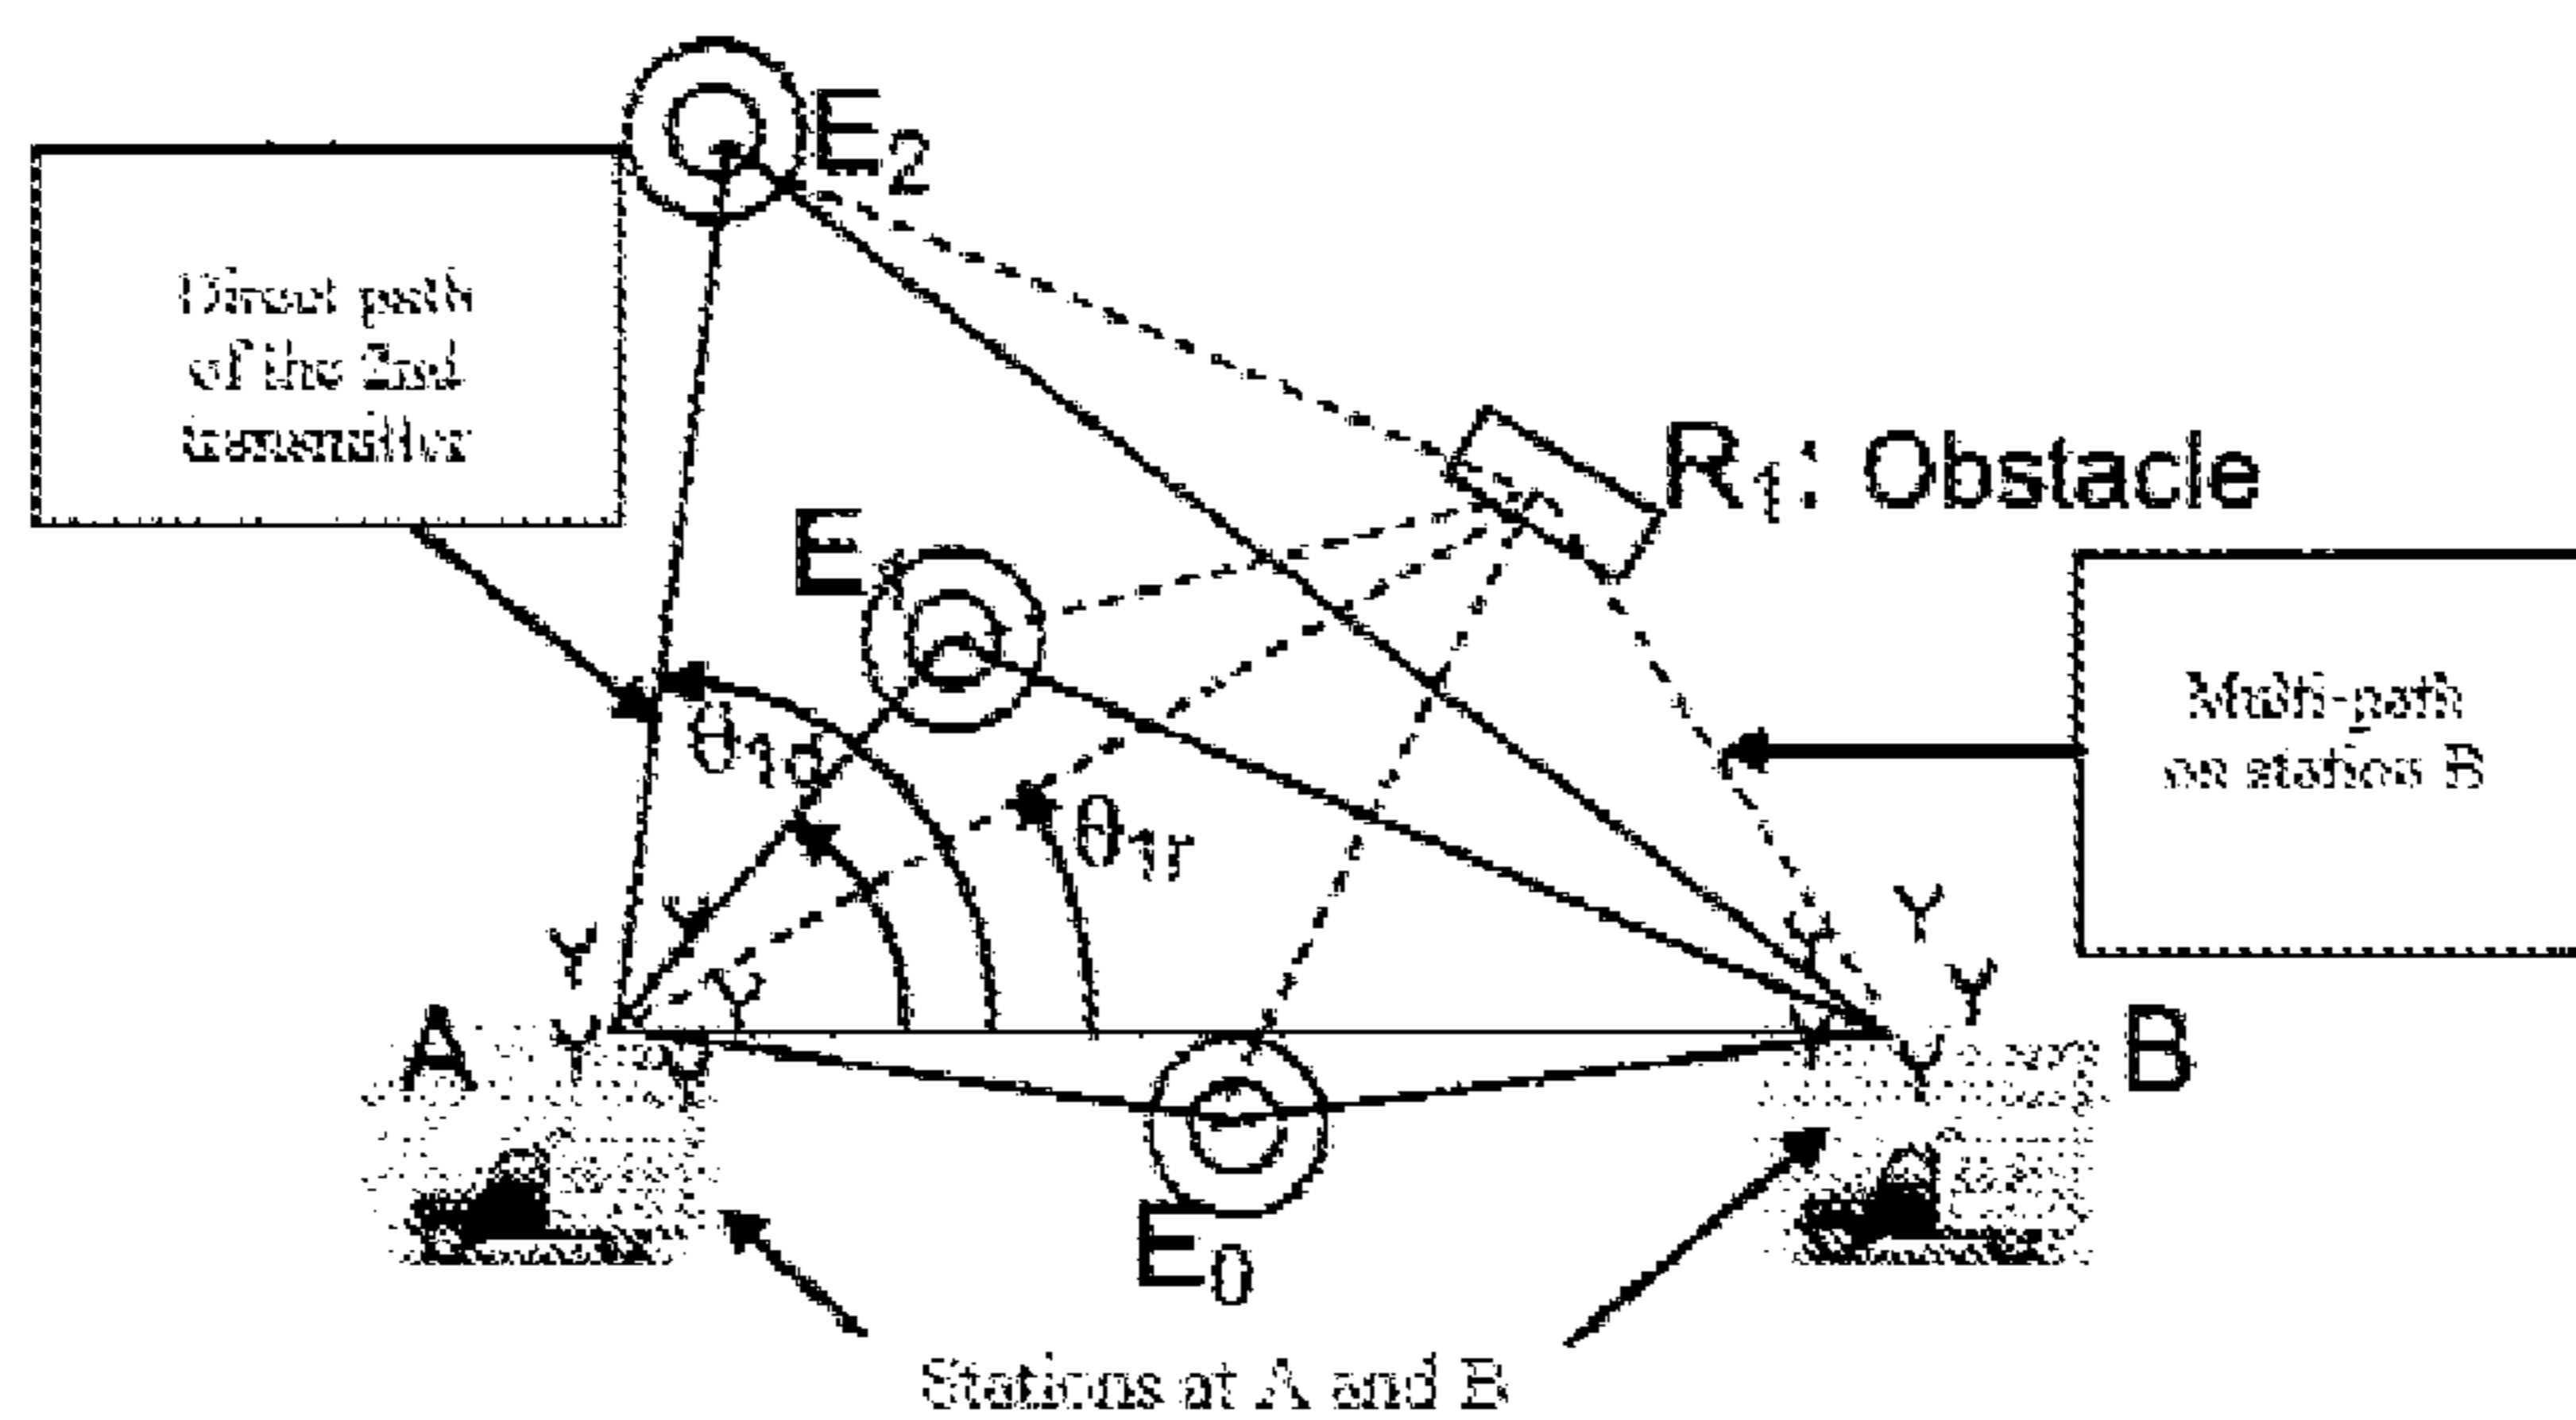 E2
Direct path
of the 2nd
transmitter
R1: Obstacle
E1
Multi-path
on station B
θ1d
θ1r
A
B
E0
Stations at A and B